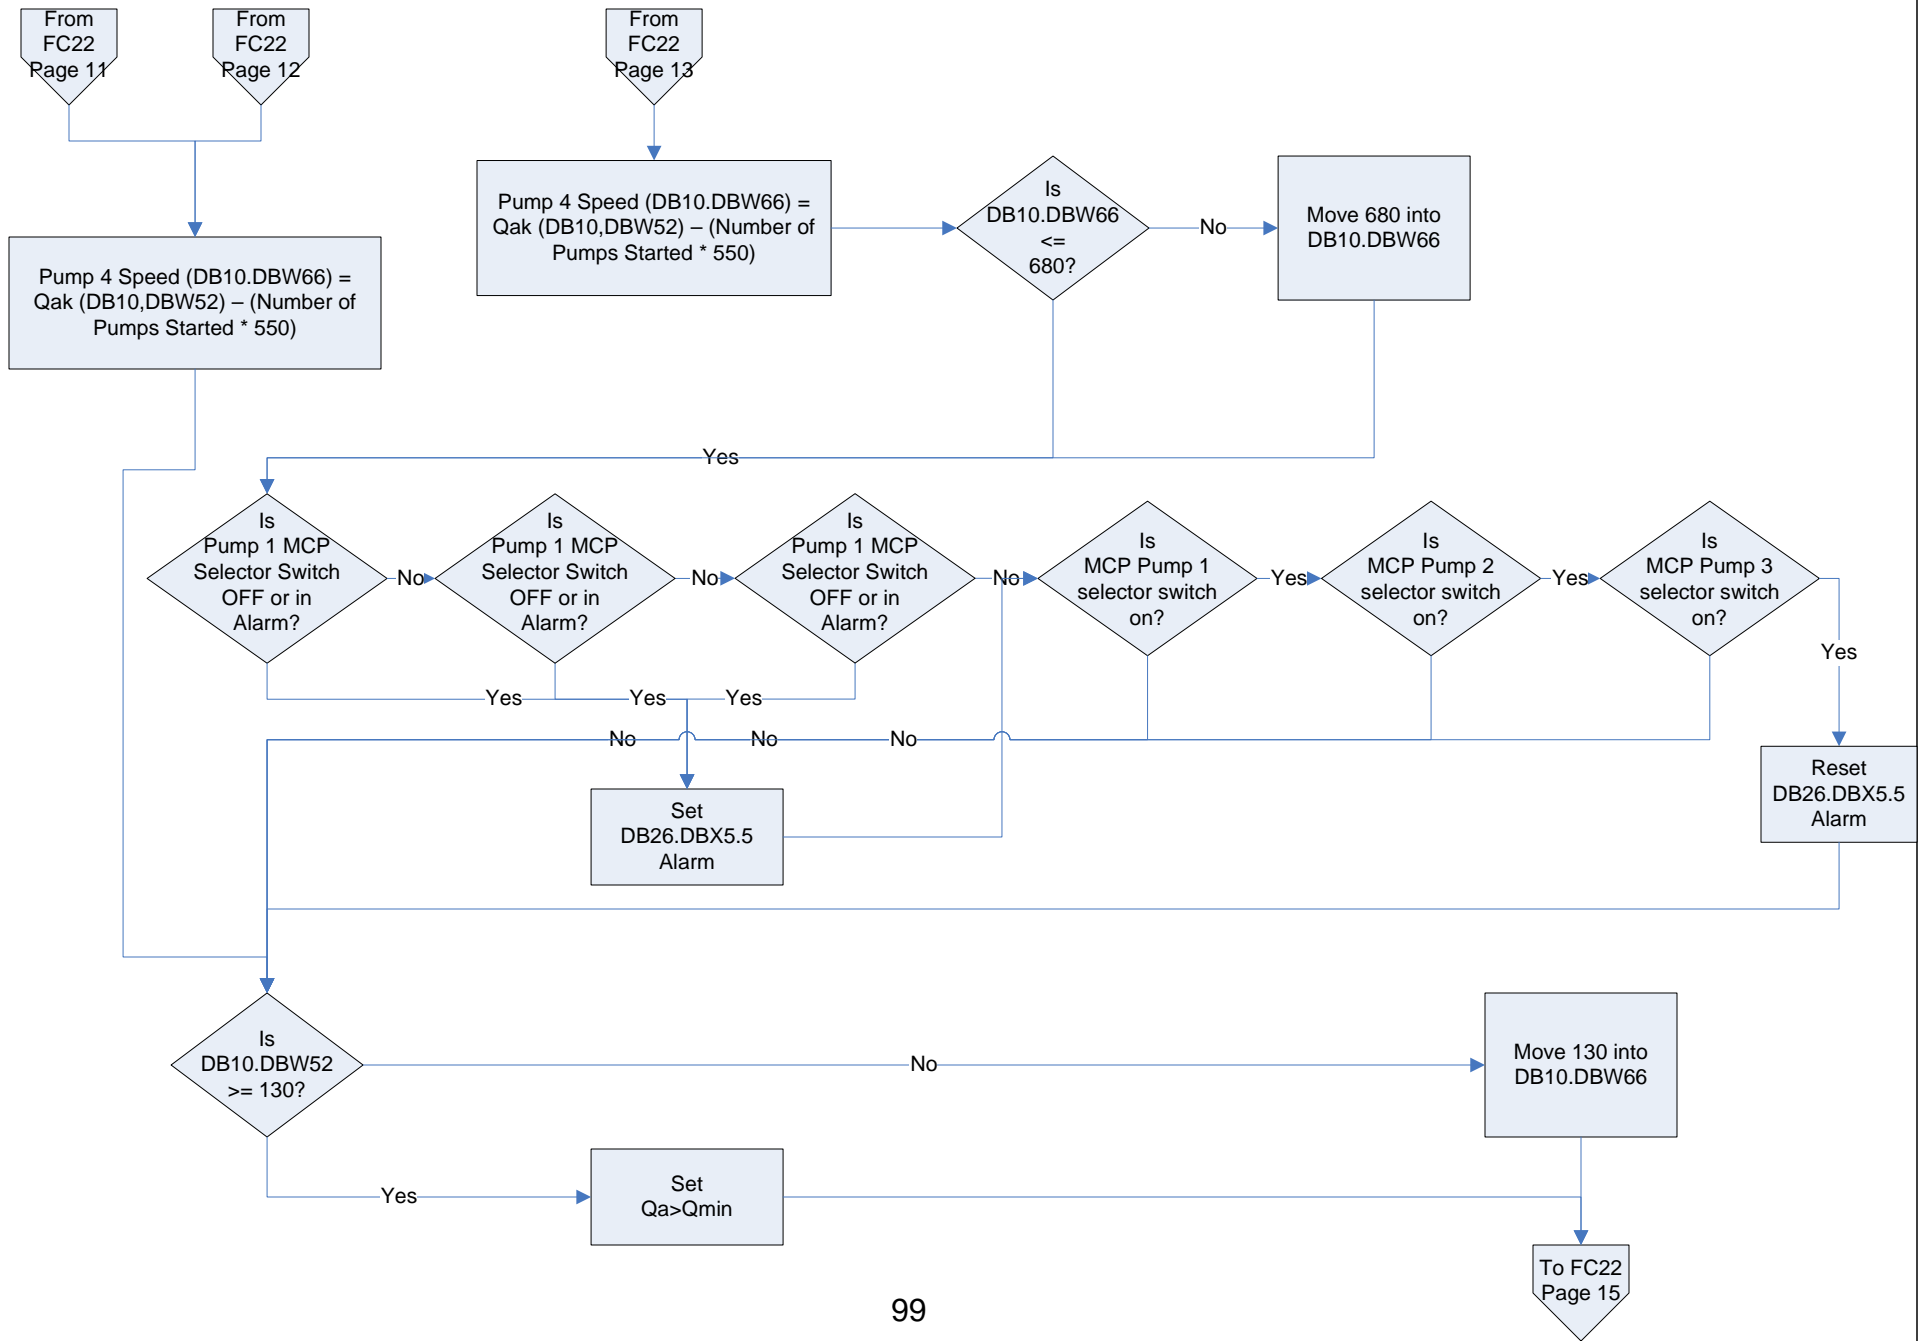 From
FC22
Page 11
From
FC22
Page 12
From
FC22
Page 13
Pump 4 Speed (DB10.DBW66) =
Qak (DB10,DBW52) – (Number of
Pumps Started * 550)
Is
DB10.DBW66
<=
680?
No
Move 680 into
DB10.DBW66
Pump 4 Speed (DB10.DBW66) =
Qak (DB10,DBW52) – (Number of
Pumps Started * 550)
Yes
Is
Pump 1 MCP
Selector Switch
OFF or in
Alarm?
No
Is
Pump 1 MCP
Selector Switch
OFF or in
Alarm?
No
Is
Pump 1 MCP
Selector Switch
OFF or in
Alarm?
No
Is
MCP Pump 1
selector switch
on?
Yes
Is
MCP Pump 2
selector switch
on?
Yes
Is
MCP Pump 3
selector switch
on?
Yes
Yes
Yes
Yes
No
No
No
Set
DB26.DBX5.5
Alarm
Reset
DB26.DBX5.5
Alarm
Is
DB10.DBW52
>= 130?
No
Move 130 into
DB10.DBW66
Yes
Set
Qa>Qmin
To FC22
Page 15
99